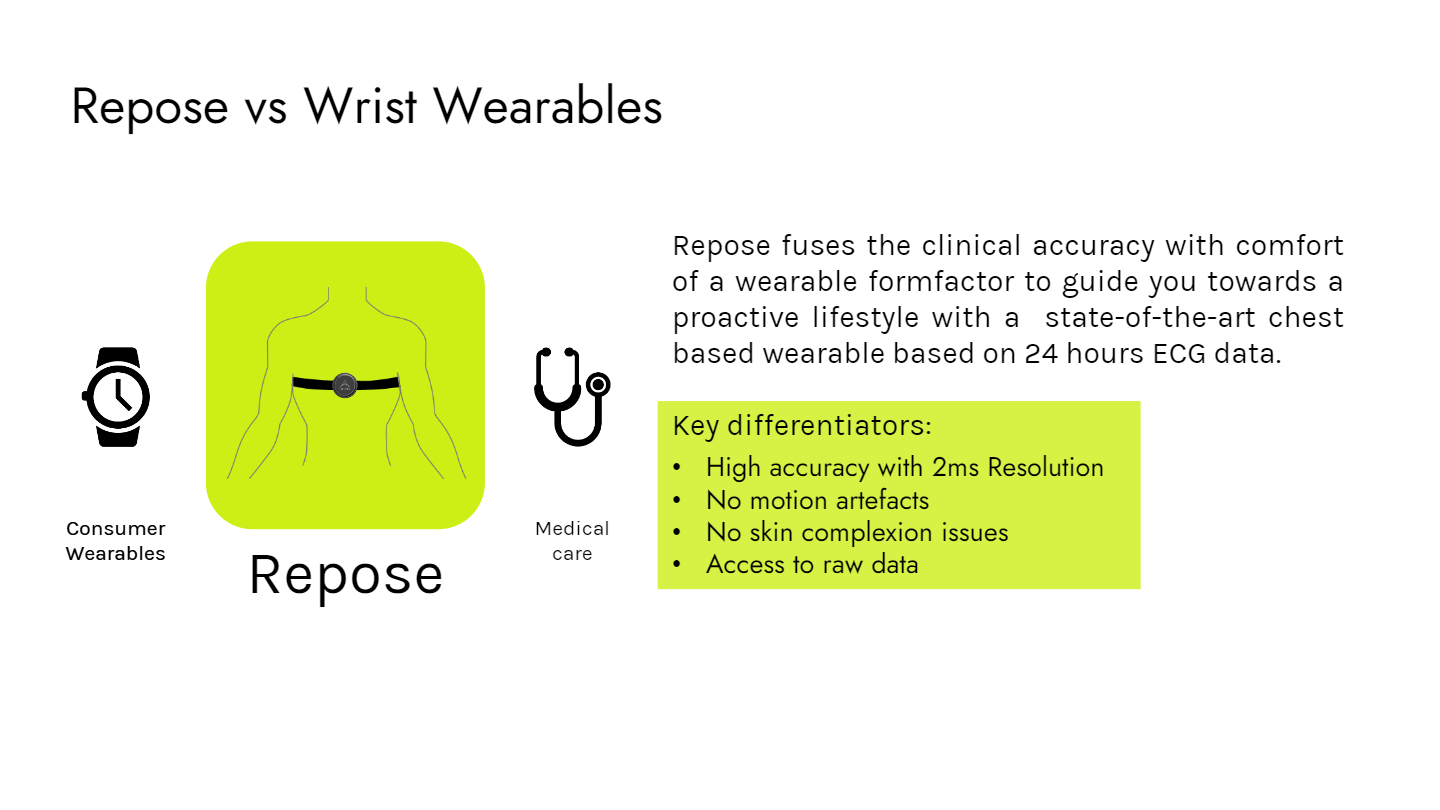 Repose vs Wrist Wearables
Repose fuses the clinical accuracy with comfort
of a wearable formfactor to guide you towards a
proactive lifestyle with a state-of-the-art chest
based wearable based on 24 hours ECG data.
Key differentiators:
• High accuracy with 2ms Resolution
• No motion artefacts
• No skin complexion issues
• Access to raw data
Consumer
Wearables
Repose
Medical
care